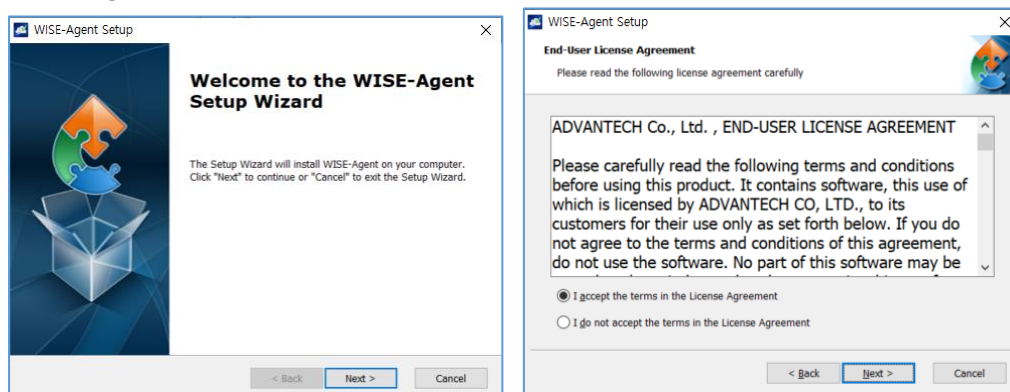 WISE-Agent Setup
Welcome to the WISE-Agent
Setup Wizard
The Setup Wizard will install WISE-Agent on your computer.
Click "Next" to continue or "Cancel" to exit the Setup Wizard.
< Back Next > Cancel
WISE-Agent Setup
End-User License Agreement
Please read the following license agreement carefully
ADVANTECH Co., Ltd. , END-USER LICENSE AGREEMENT
Please carefully read the following terms and conditions
before using this product. It contains software, this use of
which is licensed by ADVANTECH CO, LTD., to its
customers for their use only as set forth below. If you do
not agree to the terms and conditions of this agreement,
do not use the software. No part of this software may be
I accept the terms in the License Agreement
I do not accept the terms in the License Agreement
< Back Next > Cancel